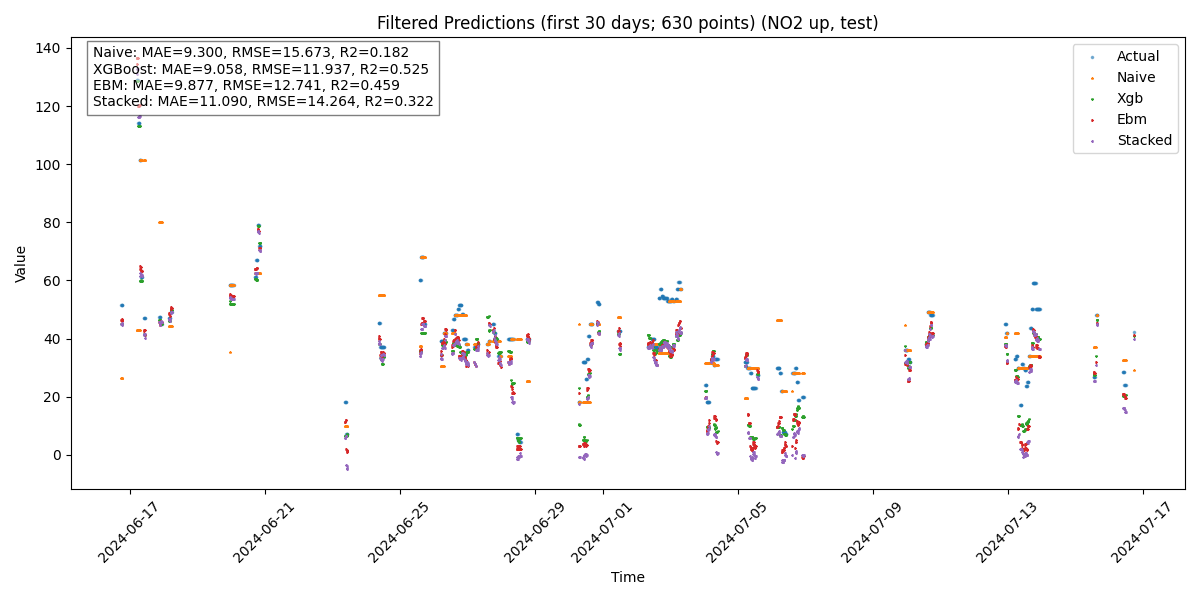 Filtered Predictions (first 30 days; 630 points) (NO2 up, test)
Naive: MAE=9.300, RMSE=15.673, R2=0.182
XGBoost: MAE=9.058, RMSE=11.937, R2=0.525
EBM: MAE=9.877, RMSE=12.741, R2=0.459
Stacked: MAE=11.090, RMSE=14.264, R2=0.322
Actual
Naive
Xgb
Ebm
Stacked
Value
140
120
100
80
60
40
20
0
2024-06-17
2024-06-21
2024-06-25
2024-06-29
2024-07-01
2024-07-05
2024-07-09
2024-07-13
2024-07-17
Time